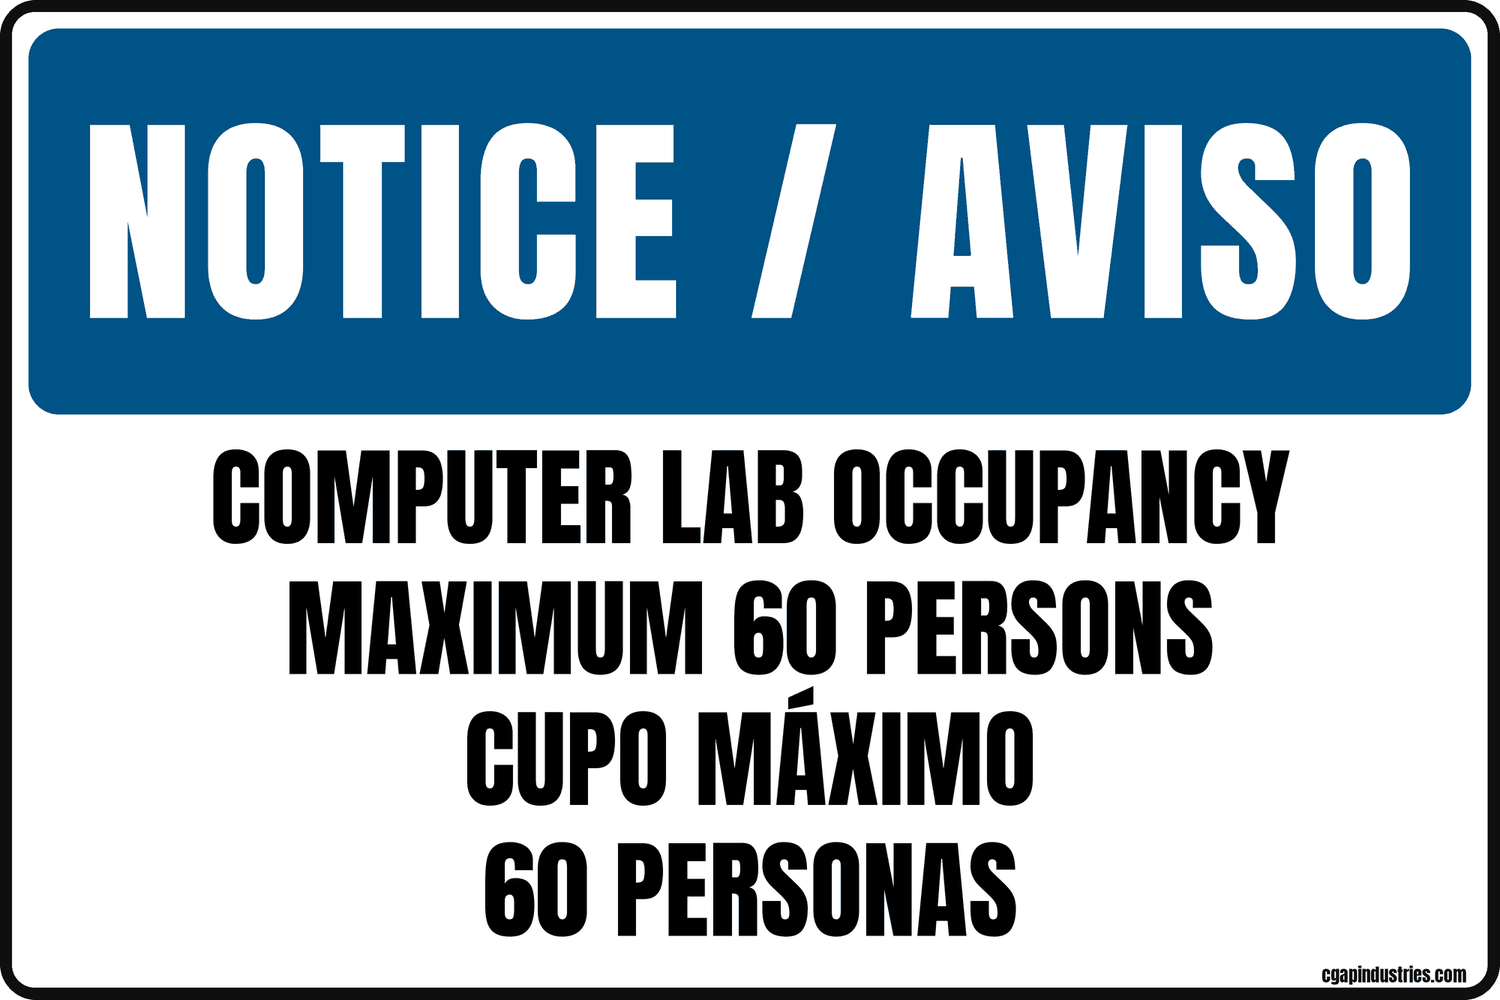 NOTICE / AVISO
COMPUTER LAB OCCUPANCY
MAXIMUM 60 PERSONS
CUPO MÁXIMO
60 PERSONAS
cgapindustries.com